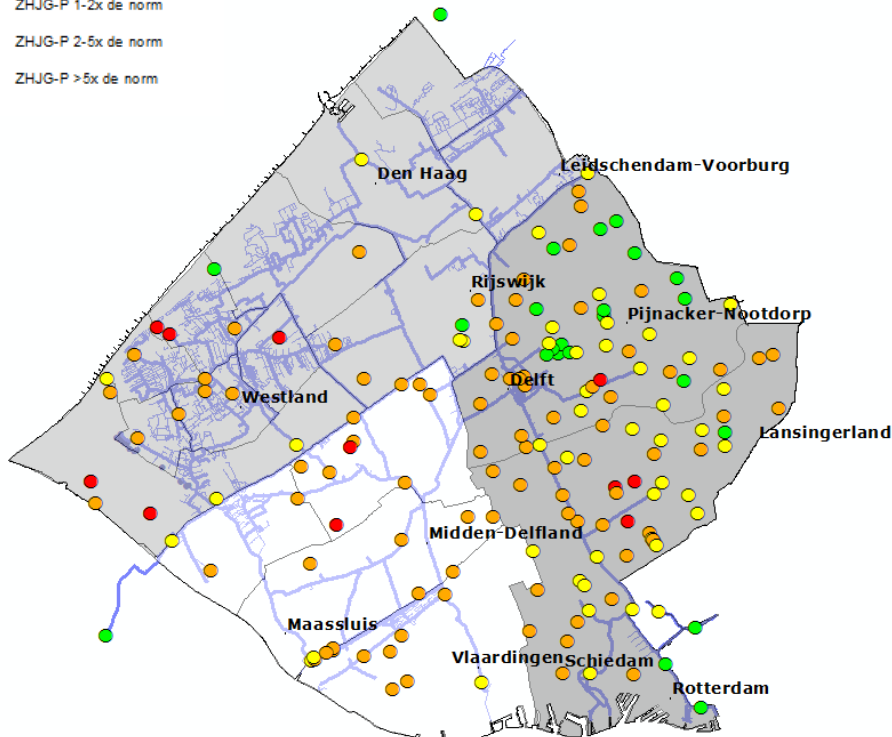 ZHJG-P 1-2x de norm
ZHJG-P 2-5x de norm
ZHJG-P >5x de norm
Den Haag
Leidschendam-Voorburg
Rijswijk
Pijnacker-Nootdorp
Delft
Westland
Lansingerland
Midden-Delfland
Maassluis
Vlaardingen
Schiedam
Rotterdam